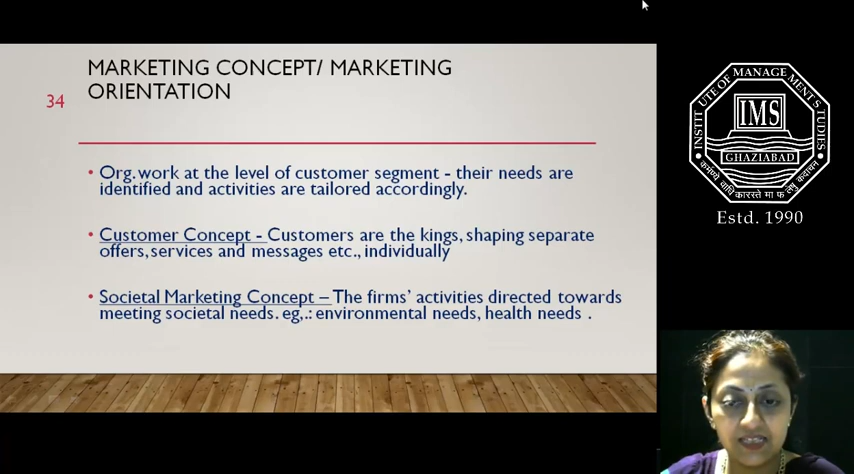 MARKETING CONCEPT/ MARKETING
ORIENTATION
34
• Org. work at the level of customer segment - their needs are
identified and activities are tailored accordingly.
• Customer Concept - Customers are the kings, shaping separate
offers, services and messages etc., individually
• Societal Marketing Concept – The firms' activities directed towards
meeting societal needs. eg,.: environmental needs, health needs .
INSTITUTE OF MANAGEMENT STUDIES
IMS
GHAZIABAD
Estd. 1990